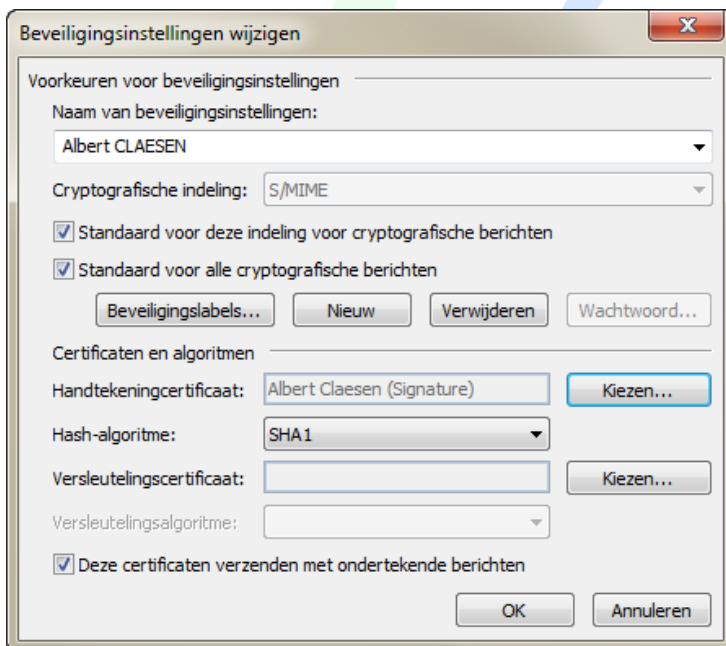 Beveiligingsinstellingen wijzigen
Voorkeuren voor beveiligingsinstellingen
Naam van beveiligingsinstellingen:
Albert CLAESEN
Cryptografische indeling: S/MIME
Standaard voor deze indeling voor cryptografische berichten
Standaard voor alle cryptografische berichten
Beveiligingslabels... Nieuw Verwijderen Wachtwoord...
Certificaten en algoritmen
Handtekeningcertificaat: Albert Claesen (Signature) Kiezen...
Hash-algoritme: SHA1
Versleutelingscertificaat: Kiezen...
Versleutelingsalgoritme:
Deze certificaten verzenden met ondertekende berichten
OK Annuleren